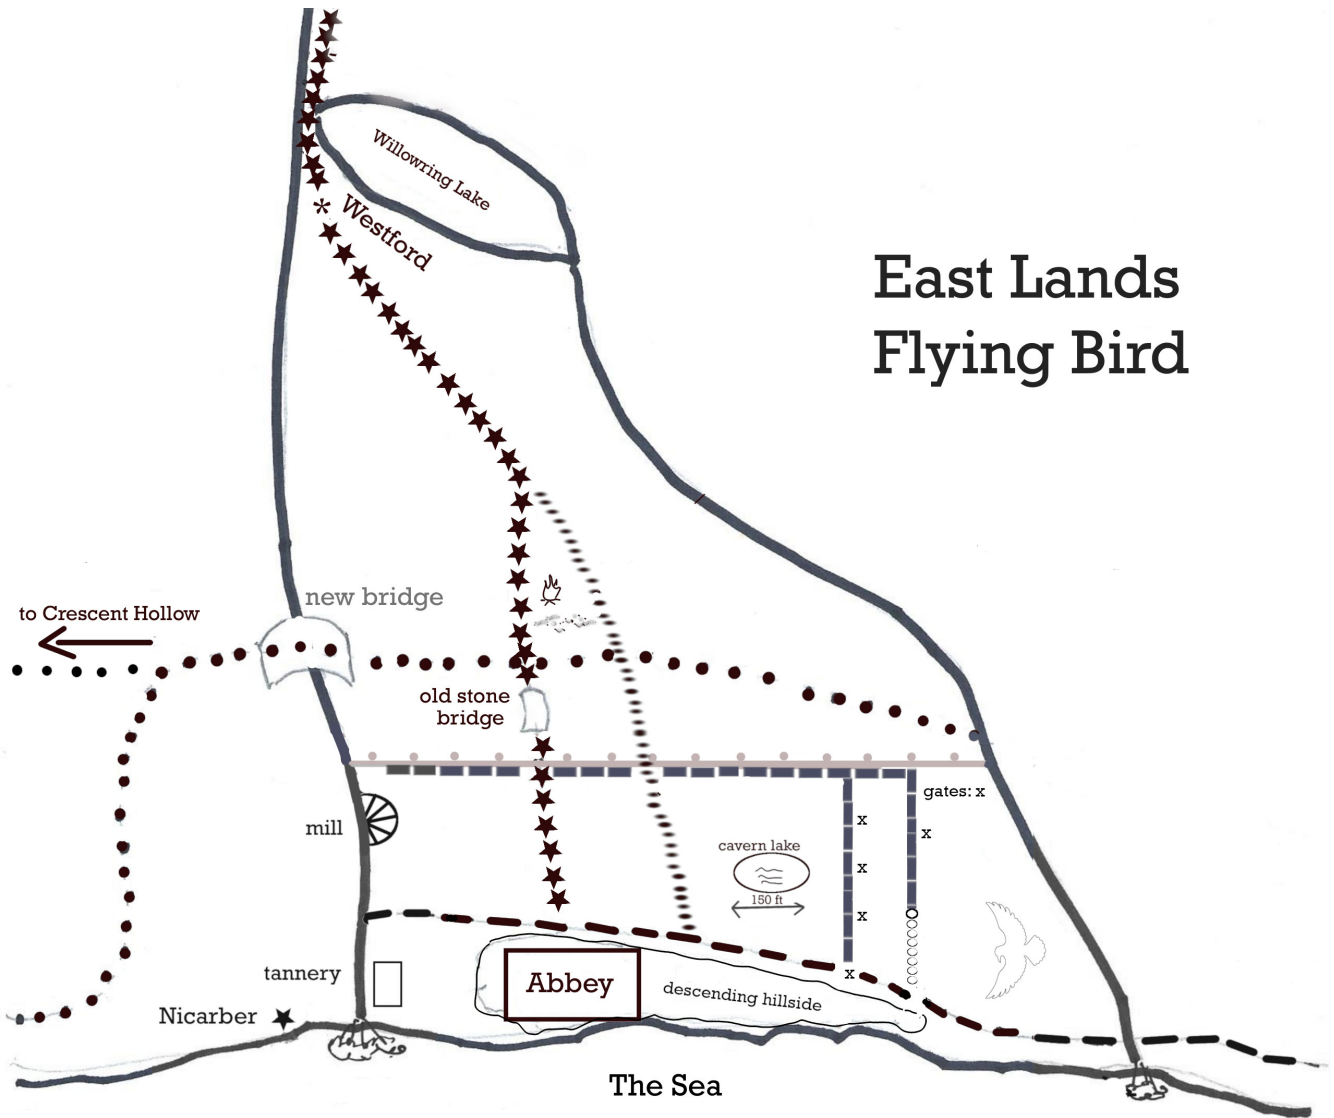 Willowring Lake
Westford
East Lands
Flying Bird
new bridge
to Crescent Hollow
old stone
bridge
gates: x
mill
x
x
cavern lake
x
150 ft
x
tannery
Abbey
x
descending hillside
Nicarber
The Sea